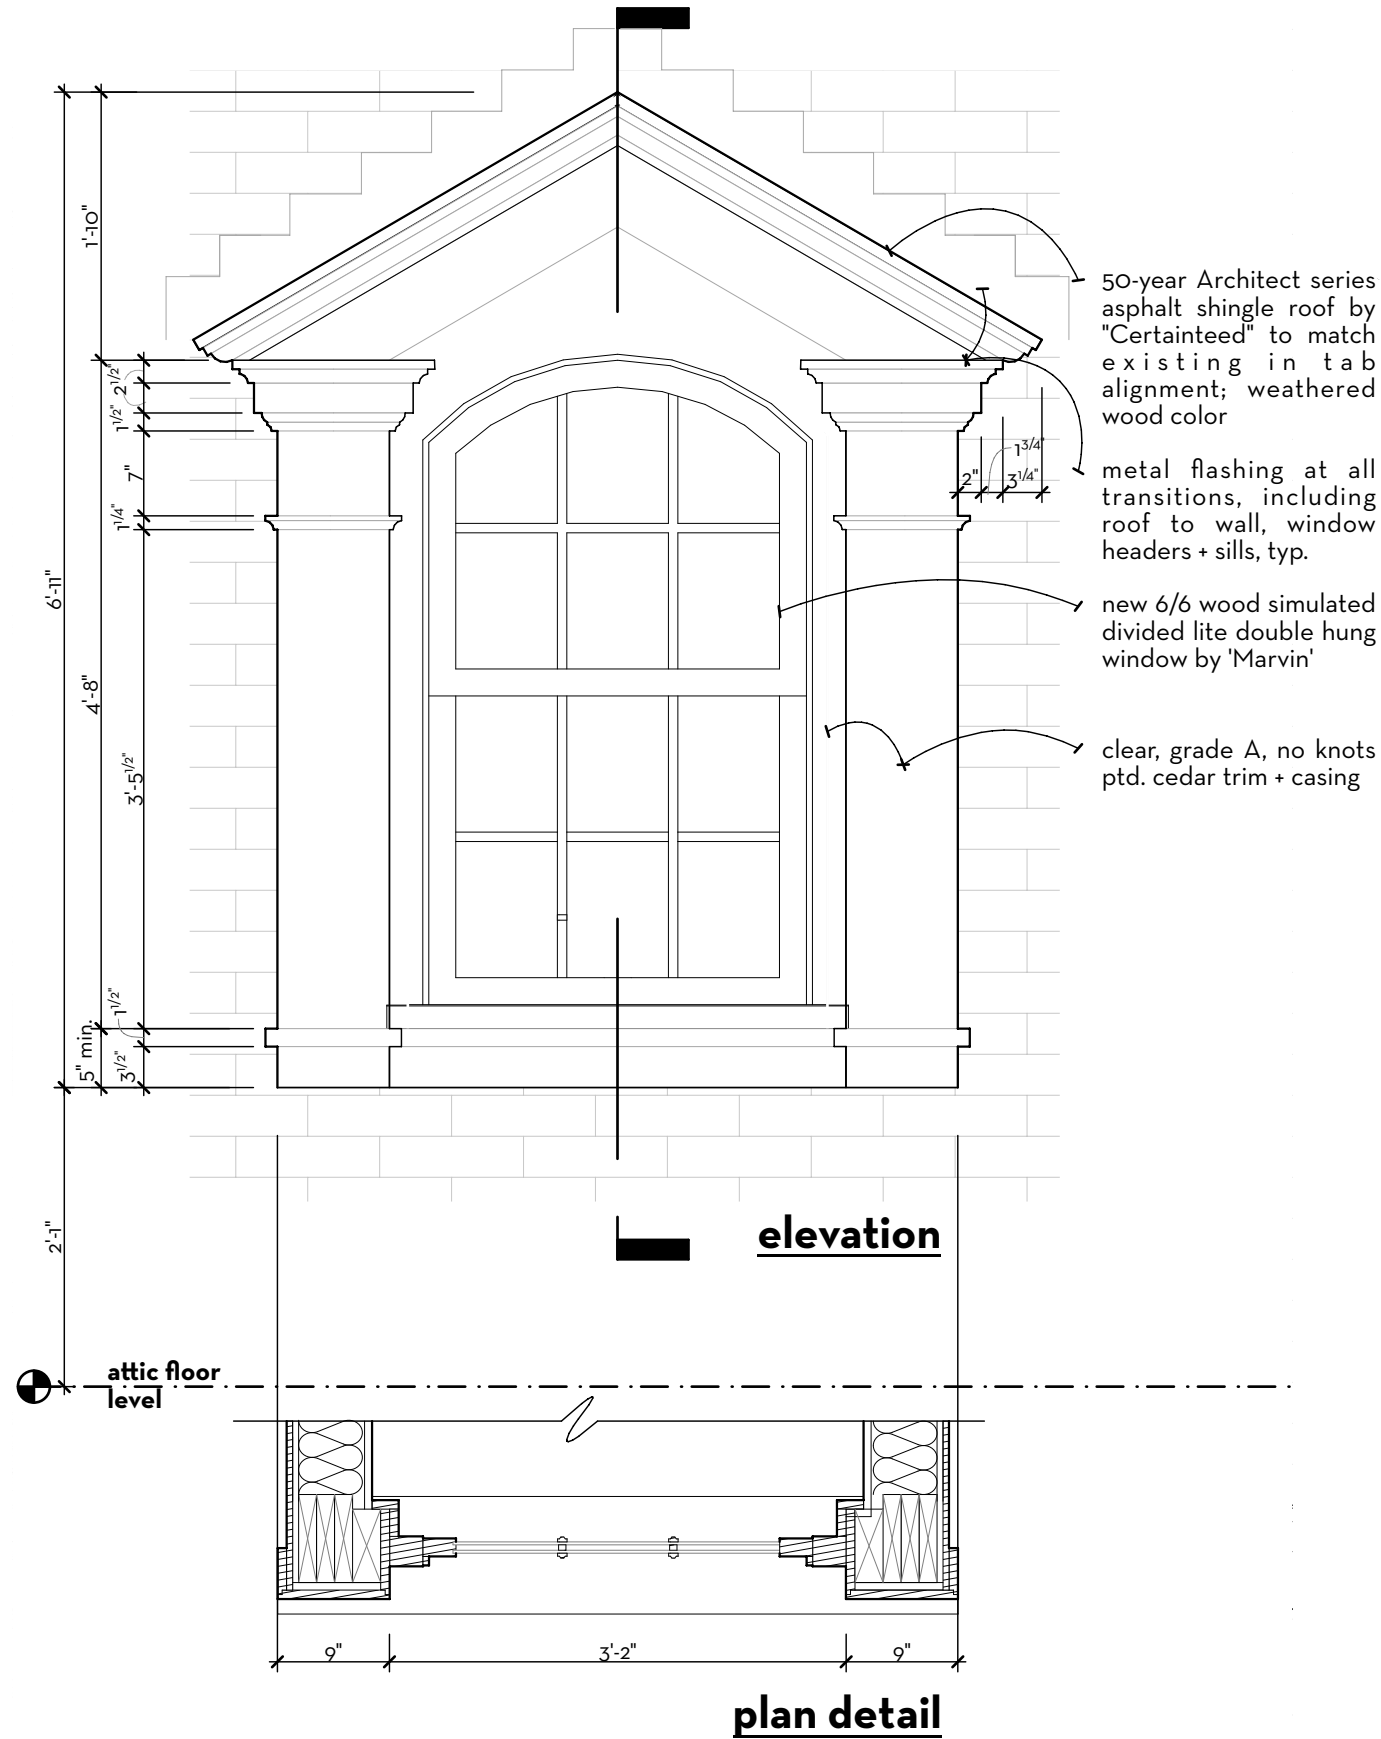 1'-10"
2 1/2"
1 1/2"
7"
1 1/4"
6'-11"
4'-8"
3'-5 1/2"
1 1/2"
5" min.
3 1/2"
2'-1"
2"
1 3/4"
3 1/4"
50-year Architect series
asphalt shingle roof by
"Certainteed" to match
existing in tab
alignment; weathered
wood color
metal flashing at all
transitions, including
roof to wall, window
headers + sills, typ.
new 6/6 wood simulated
divided lite double hung
window by 'Marvin'
clear, grade A, no knots
ptd. cedar trim + casing
elevation
attic floor
level
9"
3'-2"
9"
plan detail